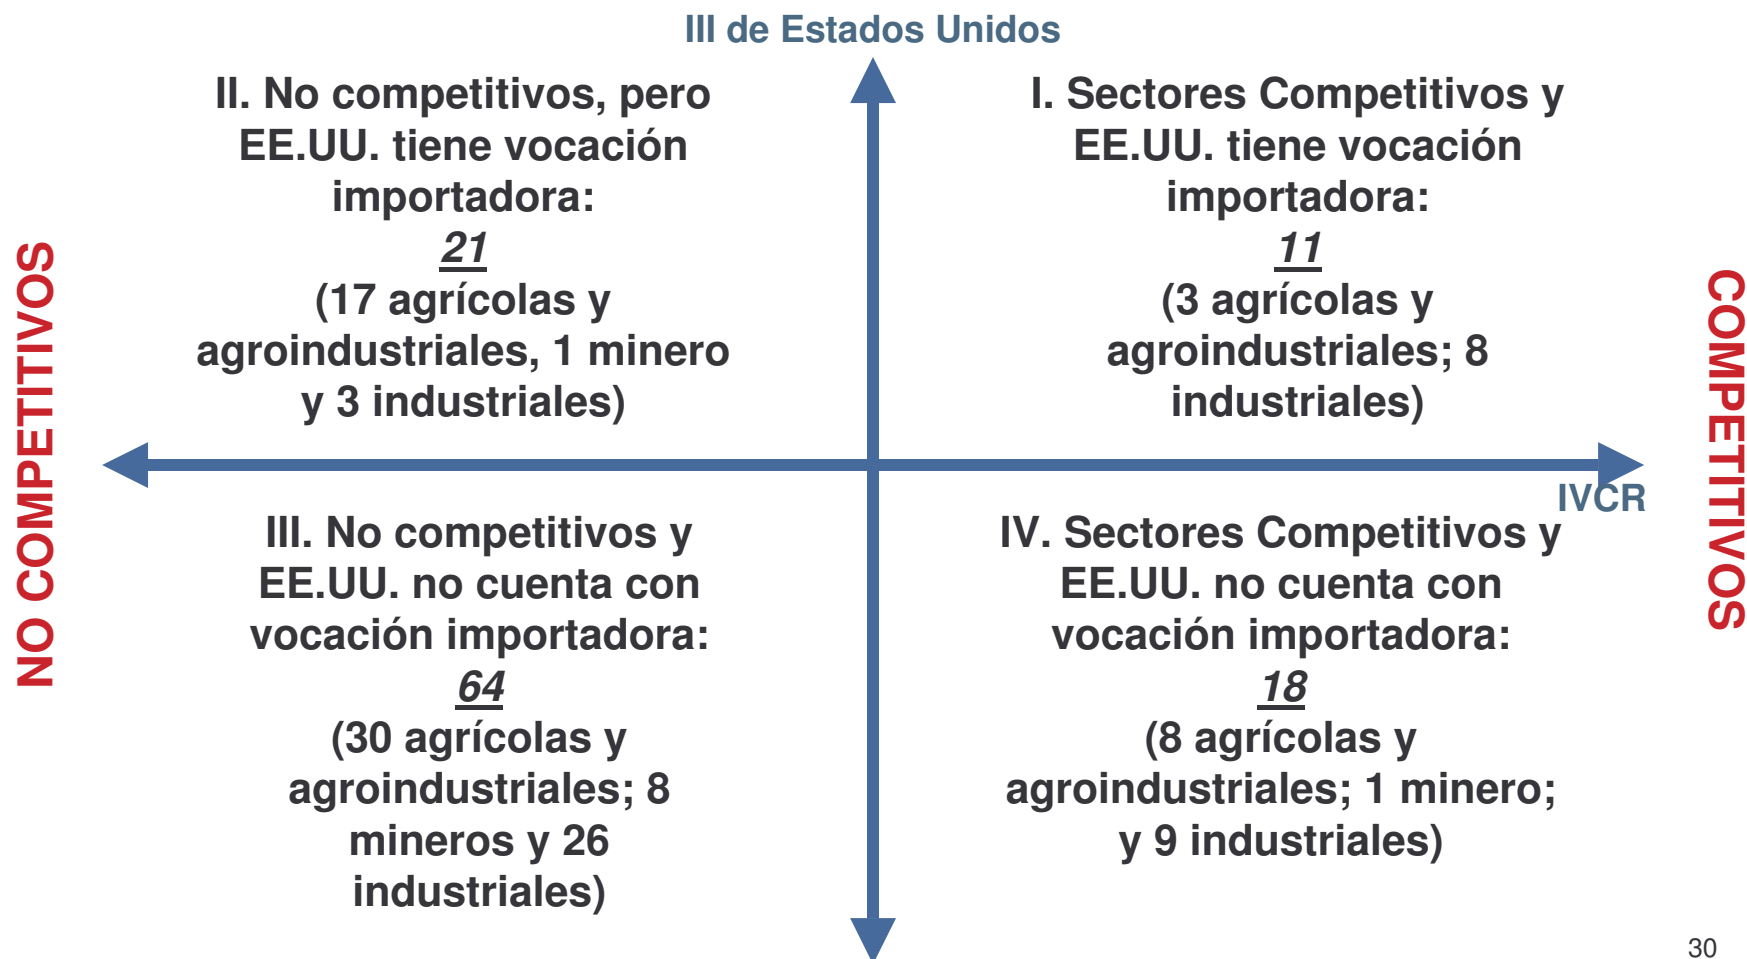 III de Estados Unidos
II. No competitivos, pero
EE.UU. tiene vocación
importadora:
21
(17 agrícolas y
agroindustriales, 1 minero
y 3 industriales)
I. Sectores Competitivos y
EE.UU. tiene vocación
importadora:
11
(3 agrícolas y
agroindustriales; 8
industriales)
NO COMPETITIVOS
COMPETITIVOS
IVCR
III. No competitivos y
EE.UU. no cuenta con
vocación importadora:
64
(30 agrícolas y
agroindustriales; 8
mineros y 26
industriales)
IV. Sectores Competitivos y
EE.UU. no cuenta con
vocación importadora:
18
(8 agrícolas y
agroindustriales; 1 minero;
y 9 industriales)
30